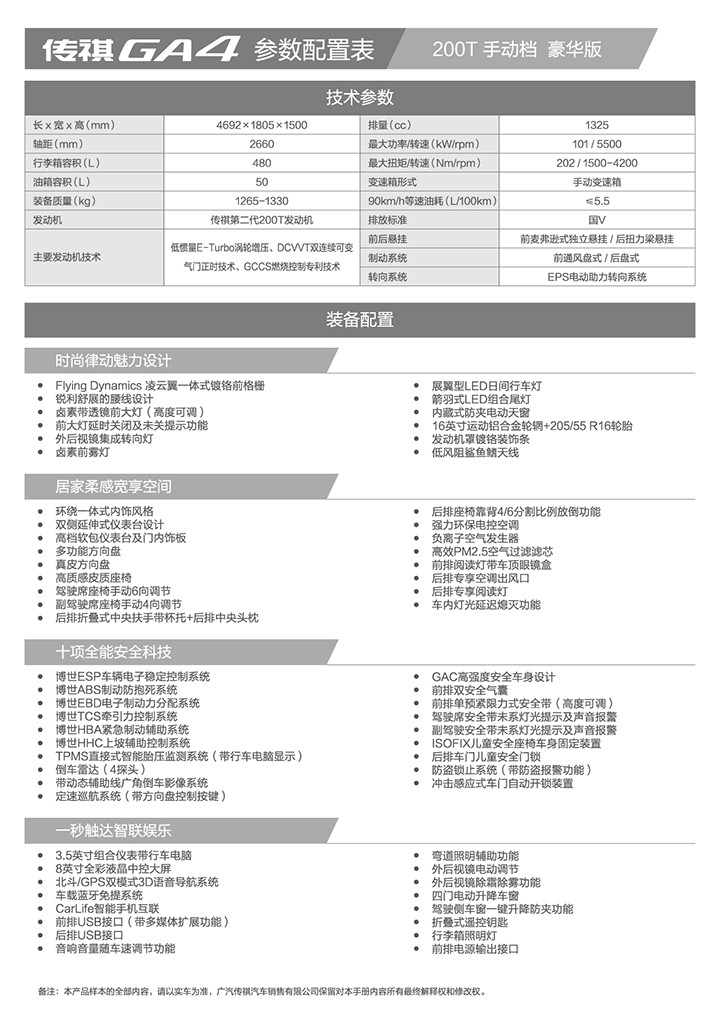 传祺GA4 参数配置表 200T 手动档 豪华版
技术参数
长 x 宽 x 高(mm) 4692×1805×1500 排量(cc) 1325
轴距(mm) 2660 最大功率/转速(kW/rpm) 101 / 5500
行李箱容积(L) 480 最大扭矩/转速(Nm/rpm) 202 / 1500-4200
油箱容积(L) 50 变速箱形式 手动变速箱
装备质量(kg) 1265-1330 90km/h等速油耗(L/100km) ≤5.5
发动机 传祺第二代200T发动机 排放标准 国V
主要发动机技术 低惯量E-Turbo涡轮增压、DCVVT双连续可变
气门正时技术、GCCS燃烧控制专利技术
前后悬挂 前麦弗逊式独立悬挂 / 后扭力梁悬挂
制动系统 前通风盘式 / 后盘式
转向系统 EPS电动助力转向系统
装备配置
时尚律动魅力设计
• Flying Dynamics 凌云翼一体式镀铬前格栅
• 锐利舒展的腰线设计
• 卤素带透镜前大灯(高度可调)
• 前大灯延时关闭及未关提示功能
• 外后视镜集成转向灯
• 卤素前雾灯
• 展翼型LED日间行车灯
• 箭羽式LED组合尾灯
• 内藏式防夹电动天窗
• 16英寸运动铝合金轮辋+205/55 R16轮胎
• 发动机罩镀铬装饰条
• 低风阻鲨鱼鳍天线
居家柔感宽享空间
• 环绕一体式内饰风格
• 双侧延伸式仪表台设计
• 高档软包仪表台及门内饰板
• 多功能方向盘
• 真皮方向盘
• 高质感皮质座椅
• 驾驶席座椅手动6向调节
• 副驾驶席座椅手动4向调节
• 后排折叠式中央扶手带杯托+后排中央头枕
• 后排座椅靠背4/6分割比例放倒功能
• 强力环保电控空调
• 负离子空气发生器
• 高效PM2.5空气过滤滤芯
• 前排阅读灯带车顶眼镜盒
• 后排专享空调出风口
• 后排专享阅读灯
• 车内灯光延迟熄灭功能
十项全能安全科技
• 博世ESP车辆电子稳定控制系统
• 博世ABS制动防抱死系统
• 博世EBD电子制动力分配系统
• 博世TCS牵引力控制系统
• 博世HBA紧急制动辅助系统
• 博世HHC上坡辅助控制系统
• TPMS直接式智能胎压监测系统(带行车电脑显示)
• 倒车雷达(4探头)
• 带动态辅助线广角倒车影像系统
• 定速巡航系统(带方向盘控制按键)
• GAC高强度安全车身设计
• 前排双安全气囊
• 前排单预紧限力式安全带(高度可调)
• 驾驶席安全带未系灯光提示及声音报警
• 副驾驶安全带未系灯光提示及声音报警
• ISOFIX儿童安全座椅车身固定装置
• 后排车门儿童安全门锁
• 防盗锁止系统(带防盗报警功能)
• 冲击感应式车门自动开锁装置
一秒触达智联娱乐
• 3.5英寸组合仪表带行车电脑
• 8英寸全彩液晶中控大屏
• 北斗/GPS双模式3D语音导航系统
• 车载蓝牙免提系统
• CarLife智能手机互联
• 前排USB接口(带多媒体扩展功能)
• 后排USB接口
• 音响音量随车速调节功能
• 弯道照明辅助功能
• 外后视镜电动调节
• 外后视镜除霜除雾功能
• 四门电动升降车窗
• 驾驶侧车窗一键升降防夹功能
• 折叠式遥控钥匙
• 行李箱照明灯
• 前排电源输出接口
备注：本产品样本的全部内容，请以实车为准，广汽传祺汽车销售有限公司保留对本手册内容所有最终解释权和修改权。